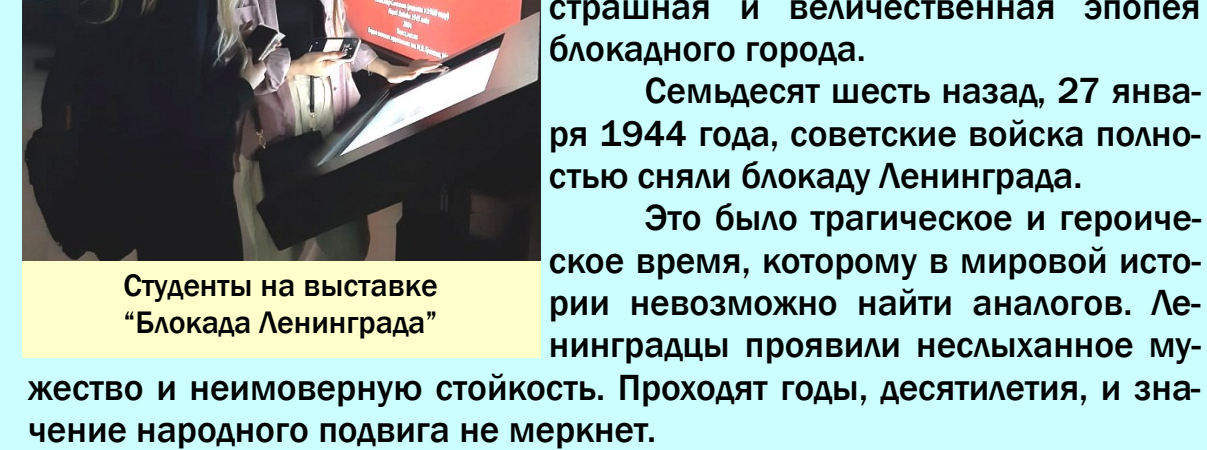 страшная и величественная эпопея
блокадного города.
Семьдесят шесть назад, 27 янва-
ря 1944 года, советские войска полно-
стью сняли блокаду Ленинграда.
Это было трагическое и героиче-
ское время, которому в мировой исто-
рии невозможно найти аналогов. Ле-
нинградцы проявили неслыханное му-
жество и неимоверную стойкость. Проходят годы, десятилетия, и зна-
чение народного подвига не меркнет.
Студенты на выставке
“Блокада Ленинграда”